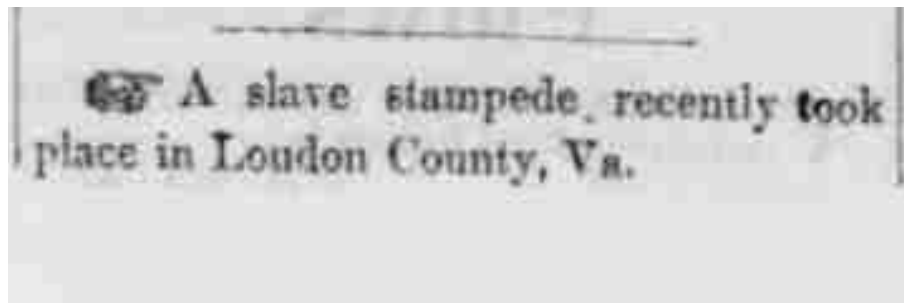 ☞ A slave stampede recently took
place in Loudon County, Va.